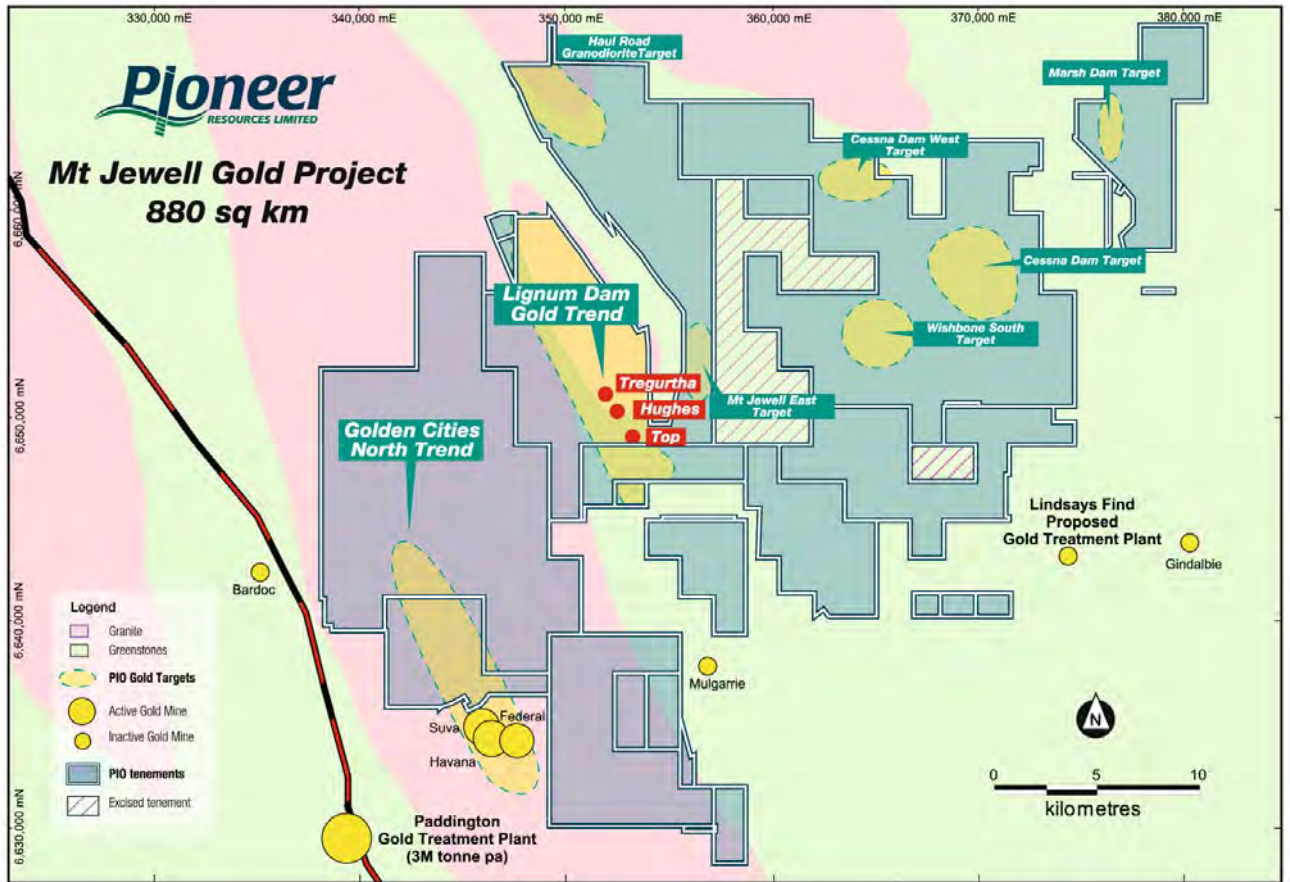 330,000 mE
340,000 mE
350,000 mE
360,000 mE
370,000 mE
380,000 mE
Pioneer
RESOURCES LIMITED
Mt Jewell Gold Project
880 sq km
Haul Road
GranodioriteTarget
Marsh Dam Target
Cessna Dam West
Target
6,660,000 mN
Cessna Dam Target
Lignum Dam
Gold Trend
Wishbone South
Target
Tregurtha
Hughes
Top
Mt Jewell East
Target
6,650,000 mN
Golden Cities
North Trend
Lindsays Find
Proposed
Gold Treatment Plant
Gindalbie
Bardoc
6,640,000 mN
Legend
Granite
Greenstones
PIO Gold Targets
Active Gold Mine
Inactive Gold Mine
PIO tenements
Excised tenement
Mulgarrie
Suva
Federal
Havana
N
0
5
10
kilometres
Paddington
Gold Treatment Plant
(3M tonne pa)
6,630,000 mN